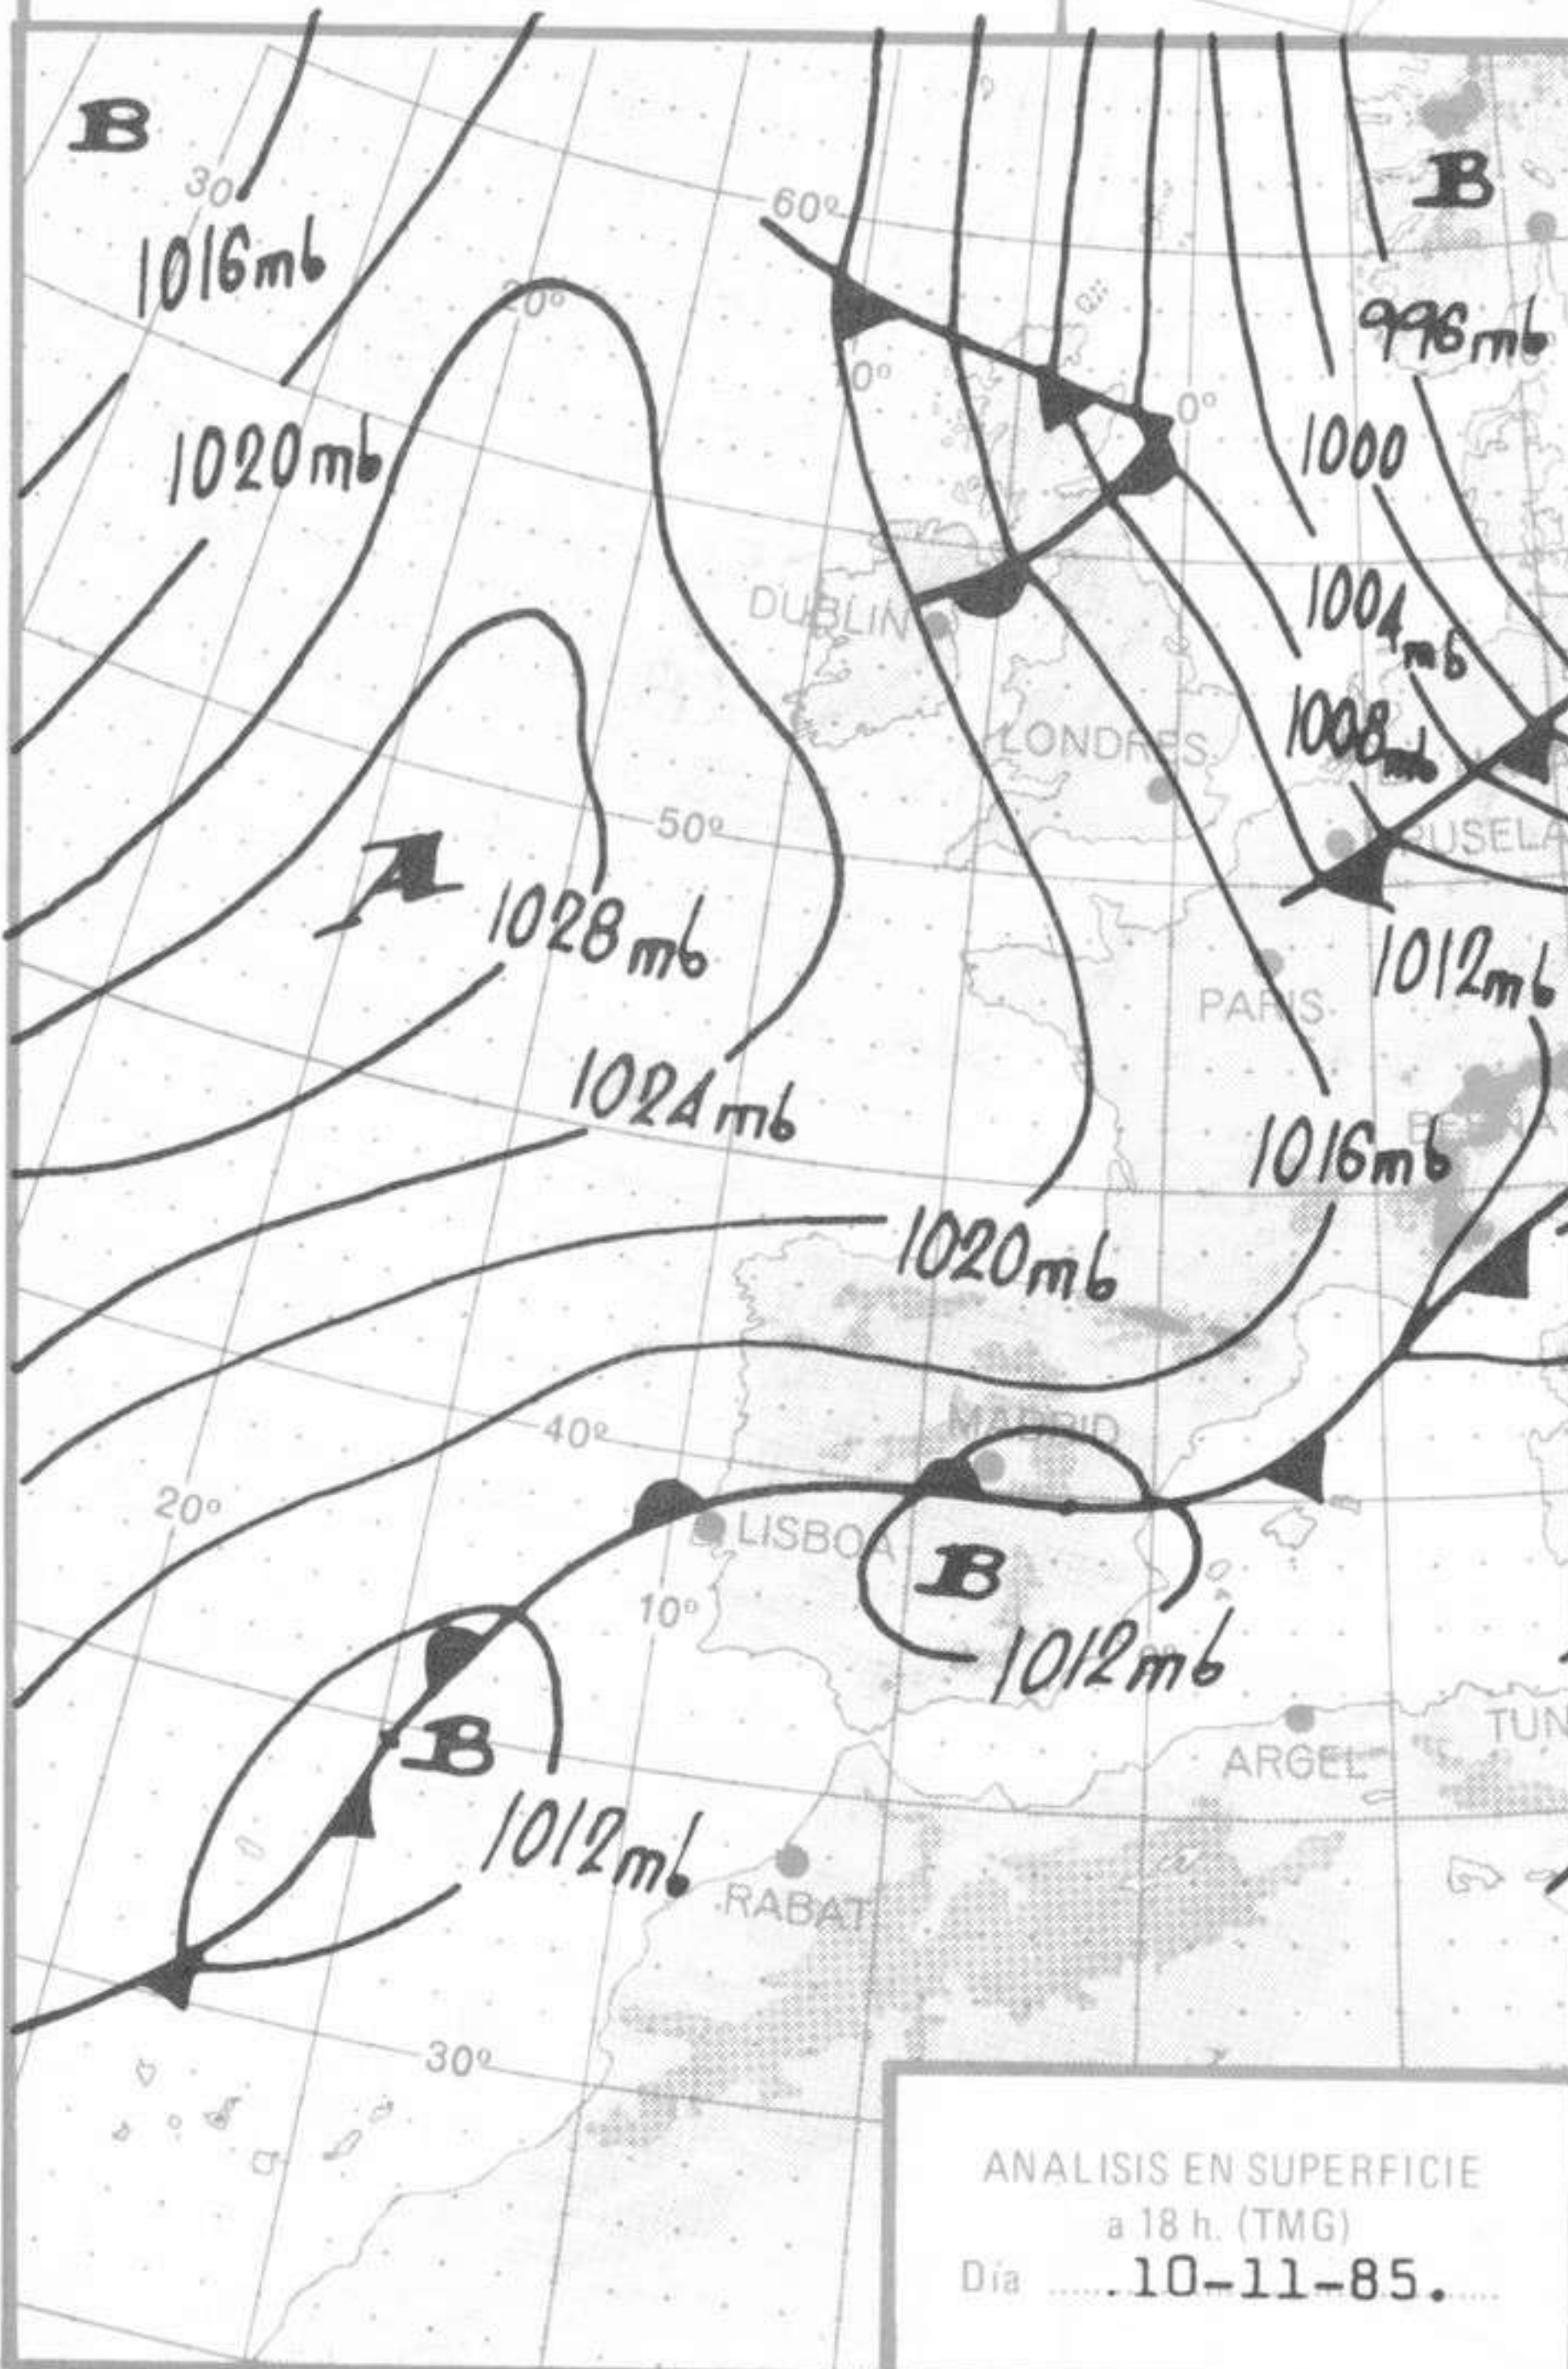 B
B
30
60º
1016mb
20º
996mb
10º
0º
1020mb
1000
DUBLIN
1004mb
LONDRES
1008mb
50º
A
1028mb
1012mb
PARIS
1024mb
1016mb
1020mb
40º
MADRID
20º
LISBOA
B
10º
1012mb
B
TUN
ARGEL
1012mb
RABAT
30º
ANALISIS EN SUPERFICIE
a 18 h. (TMG)
Día 10-11-85.